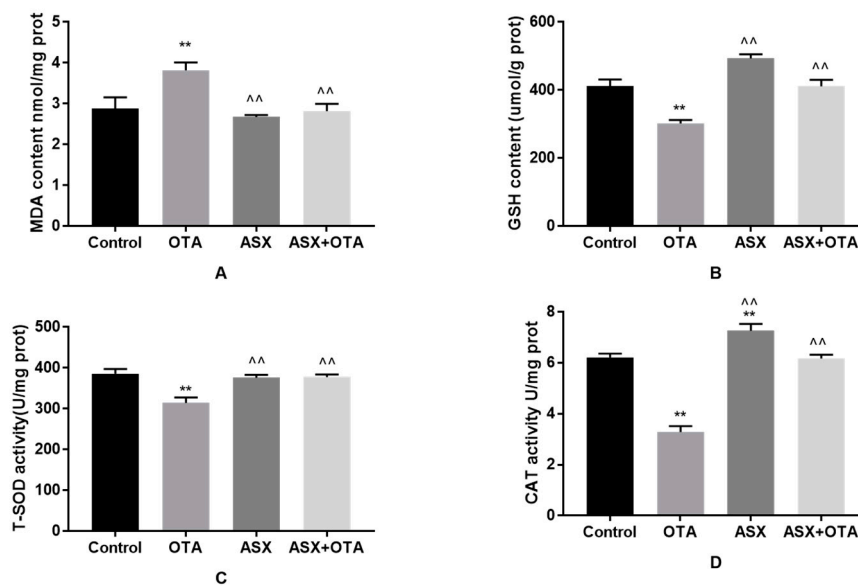 MDA content nmol/mg prot
5
4
3
2
1
0
**
^^
^^
Control OTA ASX ASX+OTA
A
GSH content (umol/g prot)
600
400
200
0
**
^^
^^
Control OTA ASX ASX+OTA
B
T-SOD activity(U/mg prot)
500
400
300
200
100
0
**
^^
^^
Control OTA ASX ASX+OTA
C
CAT activity U/mg prot
8
6
4
2
0
**
^^
**
^^
Control OTA ASX ASX+OTA
D